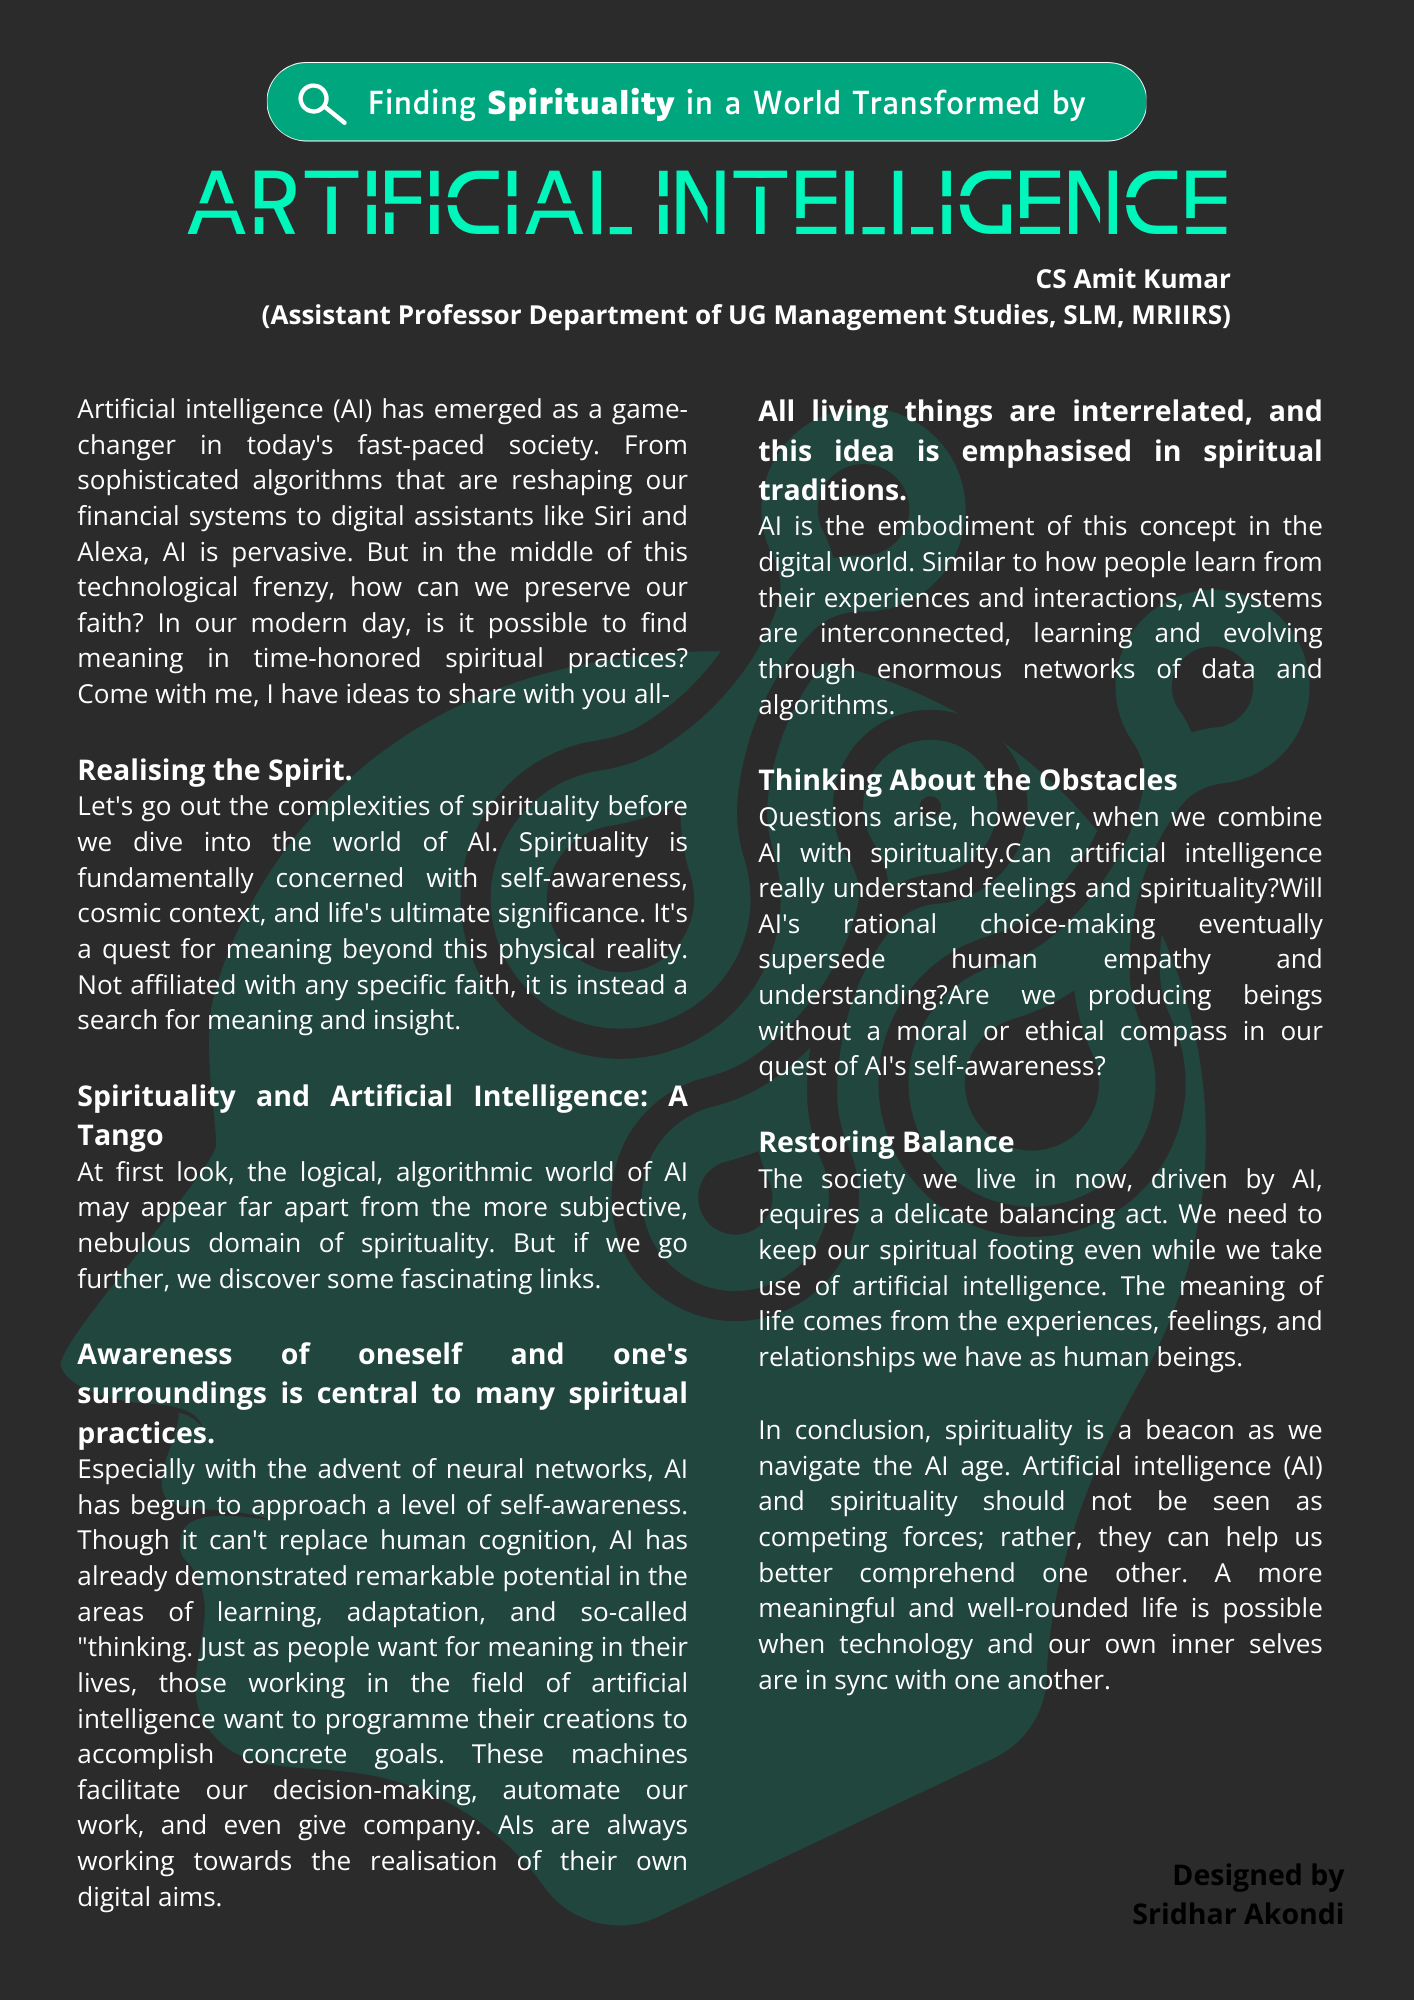 Finding Spirituality in a World Transformed by
ARTIFICIAL INTELLIGENCE
CS Amit Kumar
(Assistant Professor Department of UG Management Studies, SLM, MRIIRS)
Artificial intelligence (AI) has emerged as a game-
changer in today's fast-paced society. From
sophisticated algorithms that are reshaping our
financial systems to digital assistants like Siri and
Alexa, AI is pervasive. But in the middle of this
technological frenzy, how can we preserve our
faith? In our modern day, is it possible to find
meaning in time-honored spiritual practices?
Come with me, I have ideas to share with you all-
Realising the Spirit.
Let's go out the complexities of spirituality before
we dive into the world of AI. Spirituality is
fundamentally concerned with self-awareness,
cosmic context, and life's ultimate significance. It's
a quest for meaning beyond this physical reality.
Not affiliated with any specific faith, it is instead a
search for meaning and insight.
Spirituality and Artificial Intelligence: A
Tango
At first look, the logical, algorithmic world of AI
may appear far apart from the more subjective,
nebulous domain of spirituality. But if we go
further, we discover some fascinating links.
Awareness of oneself and one's
surroundings is central to many spiritual
practices.
Especially with the advent of neural networks, AI
has begun to approach a level of self-awareness.
Though it can't replace human cognition, AI has
already demonstrated remarkable potential in the
areas of learning, adaptation, and so-called
"thinking. Just as people want for meaning in their
lives, those working in the field of artificial
intelligence want to programme their creations to
accomplish concrete goals. These machines
facilitate our decision-making, automate our
work, and even give company. AIs are always
working towards the realisation of their own
digital aims.
All living things are interrelated, and
this idea is emphasised in spiritual
traditions.
AI is the embodiment of this concept in the
digital world. Similar to how people learn from
their experiences and interactions, AI systems
are interconnected, learning and evolving
through enormous networks of data and
algorithms.
Thinking About the Obstacles
Questions arise, however, when we combine
AI with spirituality.Can artificial intelligence
really understand feelings and spirituality?Will
AI's rational choice-making eventually
supersede human empathy and
understanding?Are we producing beings
without a moral or ethical compass in our
quest of AI's self-awareness?
Restoring Balance
The society we live in now, driven by AI,
requires a delicate balancing act. We need to
keep our spiritual footing even while we take
use of artificial intelligence. The meaning of
life comes from the experiences, feelings, and
relationships we have as human beings.
In conclusion, spirituality is a beacon as we
navigate the AI age. Artificial intelligence (AI)
and spirituality should not be seen as
competing forces; rather, they can help us
better comprehend one other. A more
meaningful and well-rounded life is possible
when technology and our own inner selves
are in sync with one another.
Designed by
Sridhar Akondi